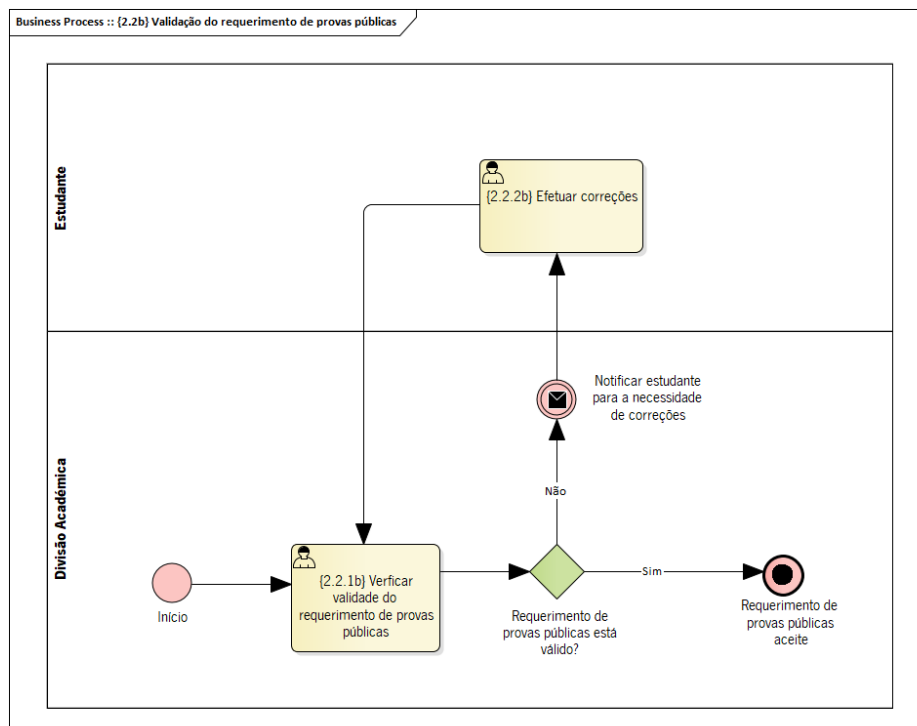 Business Process :: {2.2b} Validação do requerimento de provas públicas
Estudante
{2.2.2b} Efetuar correções
Notificar estudante
para a necessidade
de correções
Divisão Académica
Não
Início
{2.2.1b} Verficar
validade do
requerimento de provas
públicas
Sim
Requerimento de
provas públicas está
válido?
Requerimento de
provas públicas
aceite